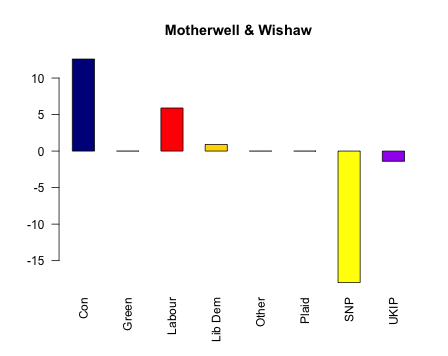 Motherwell & Wishaw
10
5
0
-5
-10
-15
Con
Green
Labour
Lib Dem
Other
Plaid
SNP
UKIP